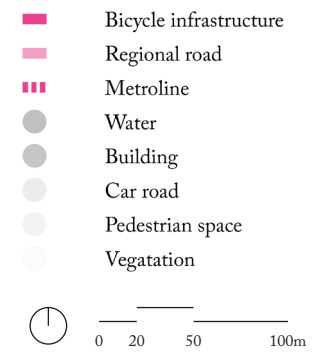 Bicycle infrastructure
Regional road
Metroline
Water
Building
Car road
Pedestrian space
Vegatation
0 20 50 100m